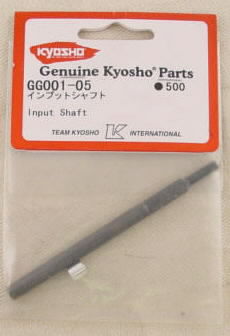 KYOSHO
Genuine Kyosho® Parts
GG001-05 ●500
インプットシャフト
Input Shaft
TEAM KYOSHO K INTERNATIONAL